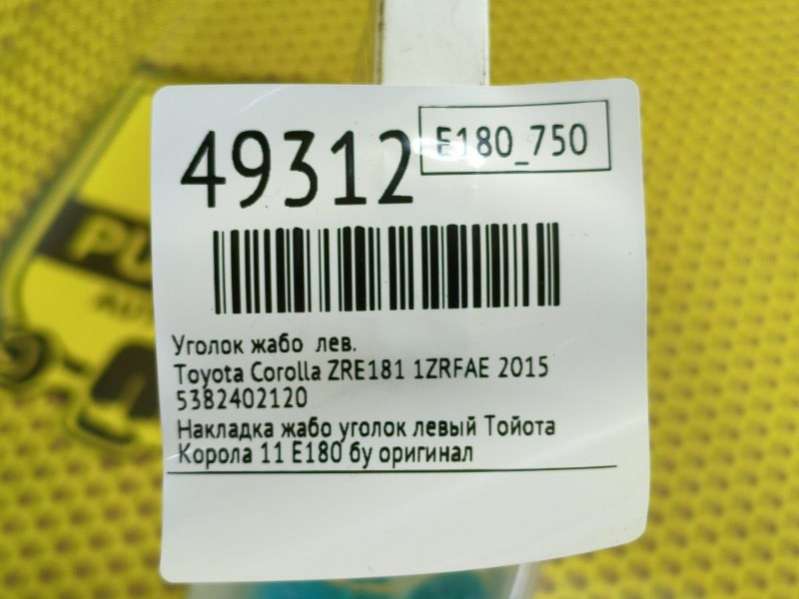 49312
E180_750
Уголок жабо лев.
Toyota Corolla ZRE181 1ZRFAE 2015
5382402120
Накладка жабо уголок левый Тойота
Корола 11 Е180 бу оригинал